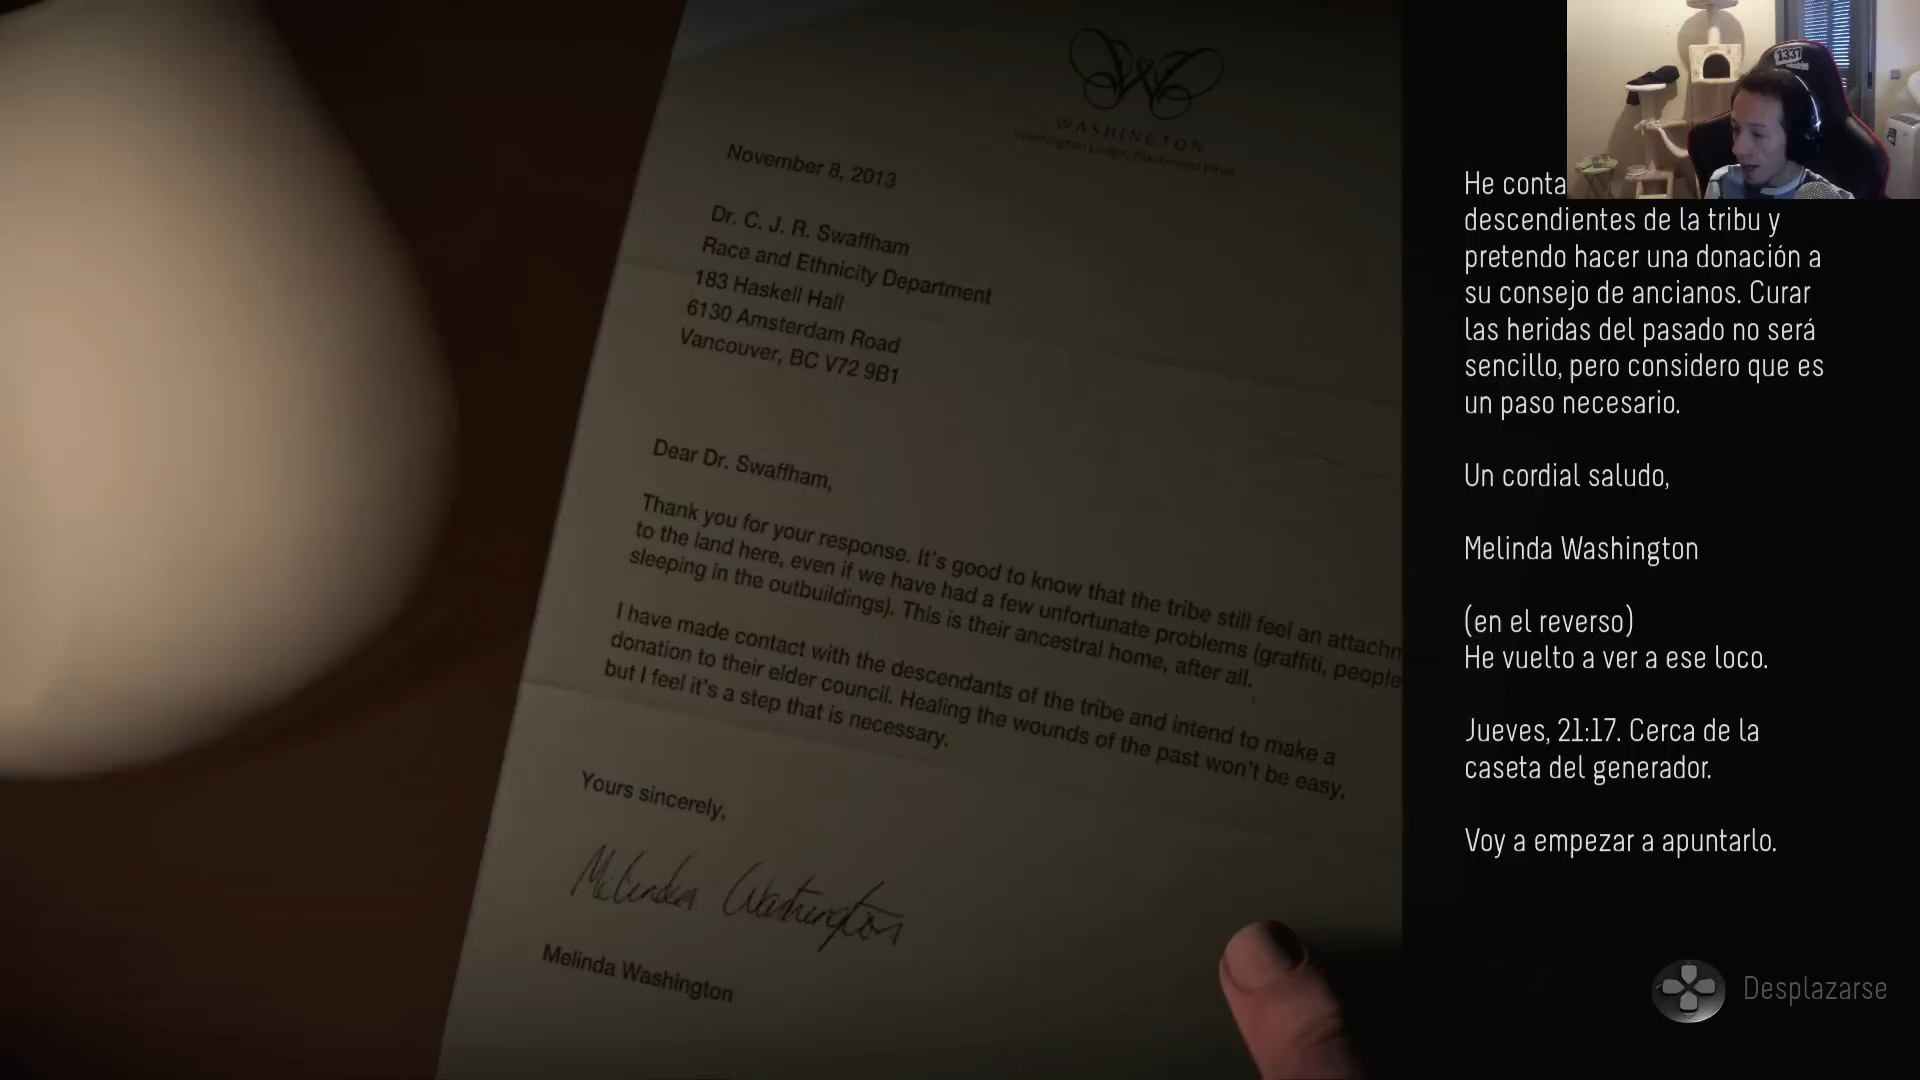 WASHINGTON
Washington Lodge, Blackwood Pines
November 8, 2013
Dr. C. J. R. Swaffham
Race and Ethnicity Department
183 Haskell Hall
6130 Amsterdam Road
Vancouver, BC V72 9B1
Dear Dr. Swaffham,
Thank you for your response. It's good to know that the tribe still feel an attachm
to the land here, even if we have had a few unfortunate problems (graffiti, people
sleeping in the outbuildings). This is their ancestral home, after all.
I have made contact with the descendants of the tribe and intend to make a
donation to their elder council. Healing the wounds of the past won't be easy,
but I feel it's a step that is necessary.
Yours sincerely,
Melinda Washington
Melinda Washington
1337
He conta
descendientes de la tribu y
pretendo hacer una donación a
su consejo de ancianos. Curar
las heridas del pasado no será
sencillo, pero considero que es
un paso necesario.
Un cordial saludo,
Melinda Washington
(en el reverso)
He vuelto a ver a ese loco.
Jueves, 21:17. Cerca de la
caseta del generador.
Voy a empezar a apuntarlo.
Desplazarse